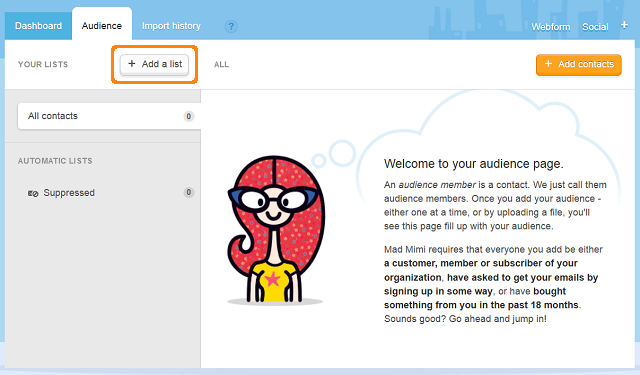 Dashboard Audience Import history ?
Webform Social +
YOUR LISTS + Add a list ALL + Add contacts
All contacts 0
AUTOMATIC LISTS
Suppressed 0
Welcome to your audience page.
An audience member is a contact. We just call them
audience members. Once you add your audience -
either one at a time, or by uploading a file, you'll
see this page fill up with your audience.
Mad Mimi requires that everyone you add be either
a customer, member or subscriber of your
organization, have asked to get your emails by
signing up in some way, or have bought
something from you in the past 18 months.
Sounds good? Go ahead and jump in!